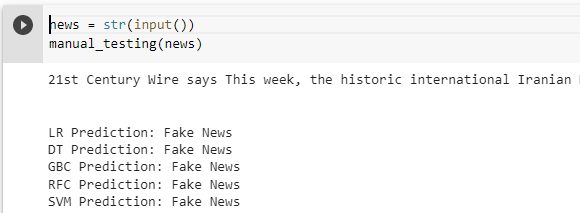 news = str(input())
manual_testing(news)
21st Century Wire says This week, the historic international Iranian
LR Prediction: Fake News
DT Prediction: Fake News
GBC Prediction: Fake News
RFC Prediction: Fake News
SVM Prediction: Fake News